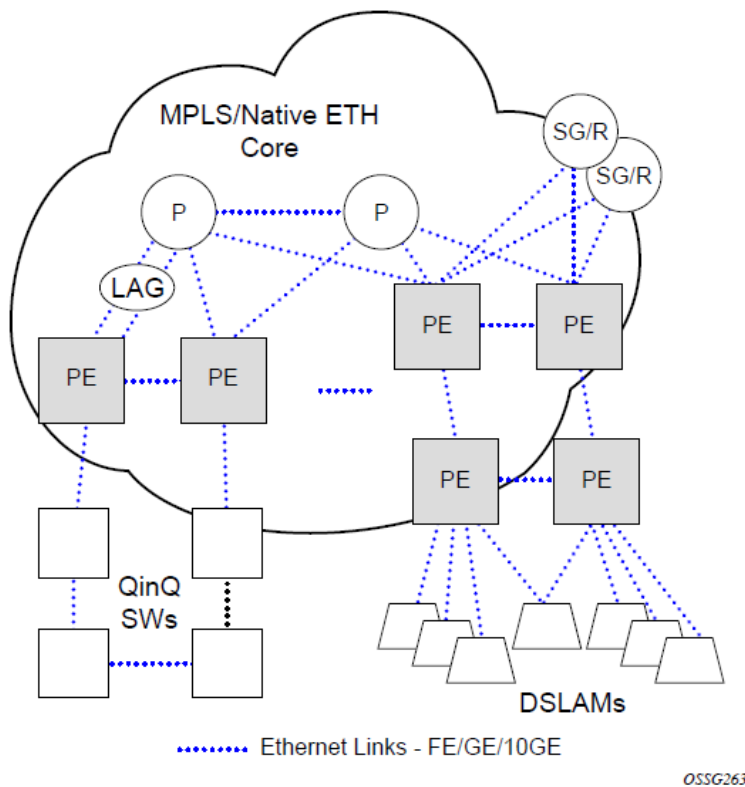 MPLS/Native ETH
Core
SG/R
SG/R
P
P
LAG
PE
PE
PE
PE
PE
PE
QinQ
SWs
DSLAMs
Ethernet Links - FE/GE/10GE
OSSG263